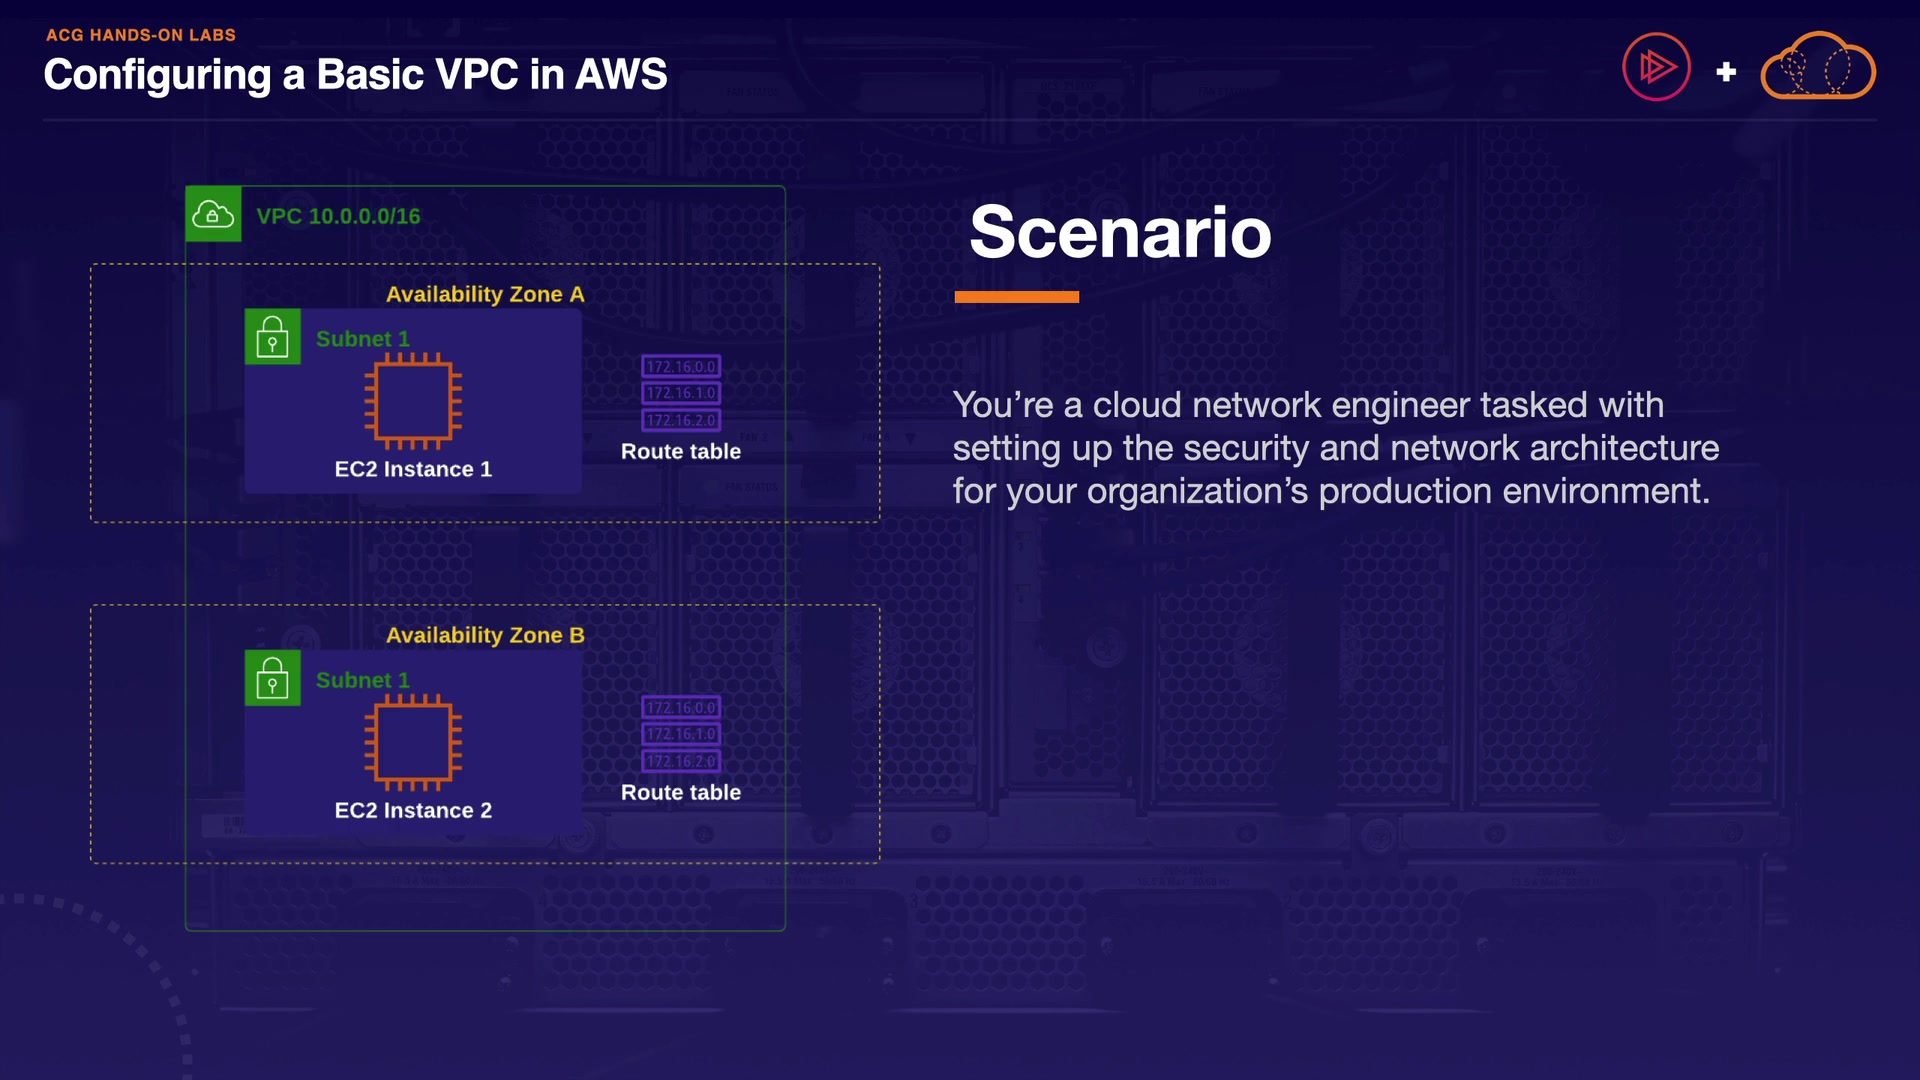 ACG HANDS-ON LABS
Configuring a Basic VPC in AWS
+
VPC 10.0.0.0/16
Availability Zone A
Subnet 1
EC2 Instance 1
172.16.0.0
172.16.1.0
172.16.2.0
Route table
Availability Zone B
Subnet 1
EC2 Instance 2
172.16.0.0
172.16.1.0
172.16.2.0
Route table
Scenario
You’re a cloud network engineer tasked with
setting up the security and network architecture
for your organization’s production environment.